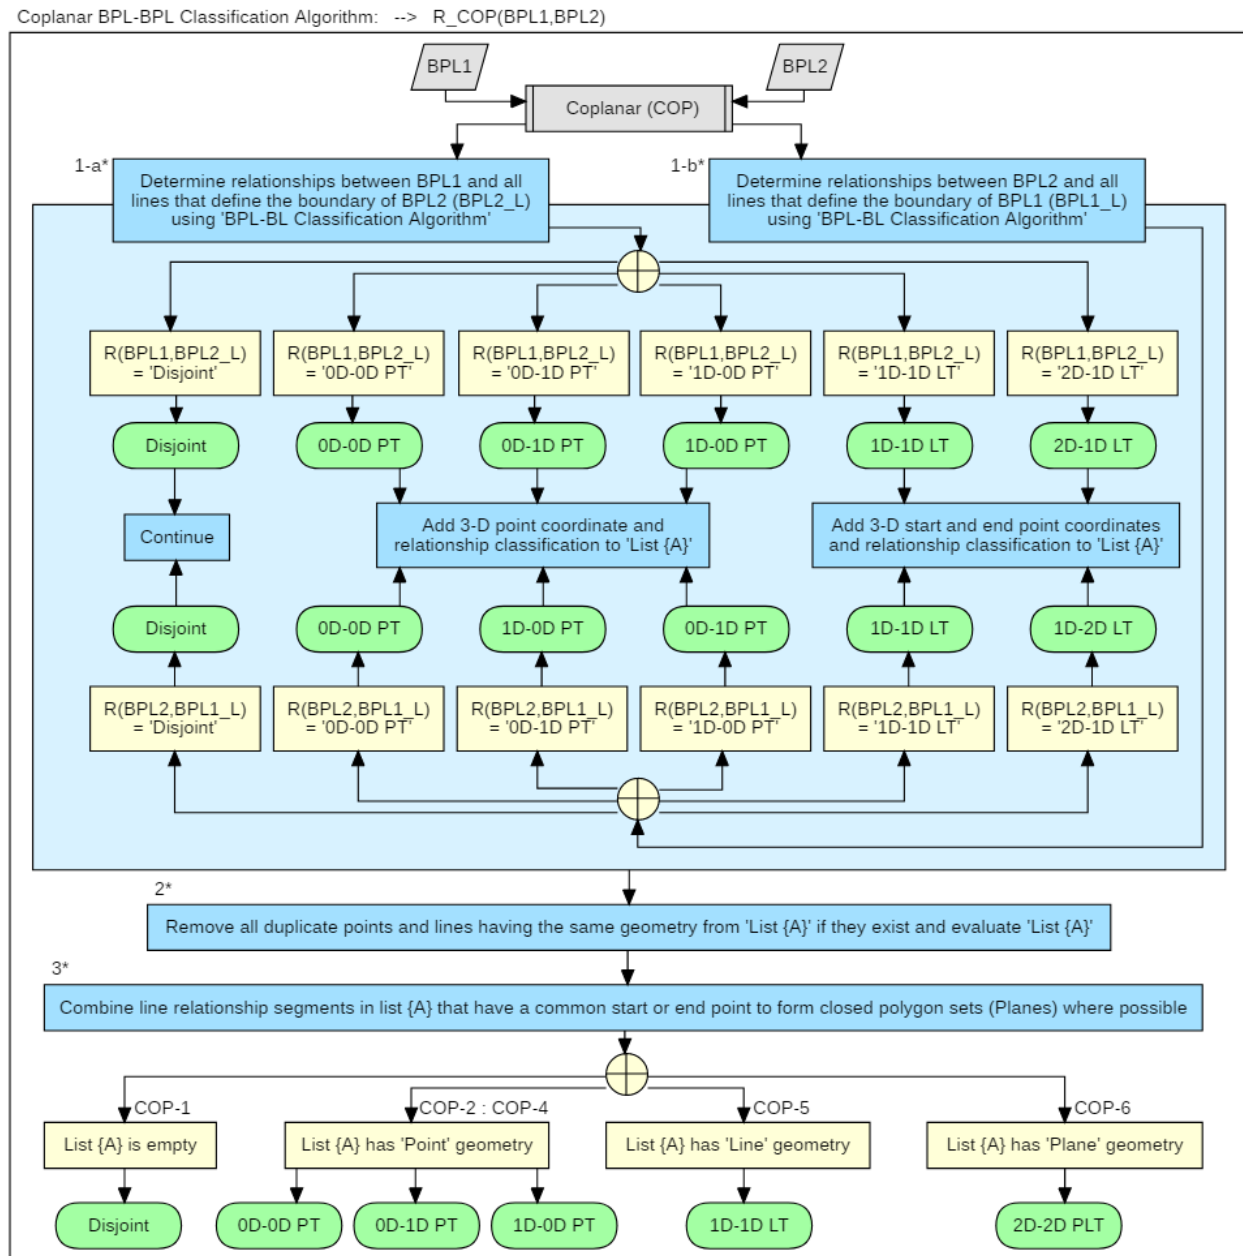 Coplanar BPL-BPL Classification Algorithm: --> R_COP(BPL1,BPL2)
BPL1
BPL2
Coplanar (COP)
1-a*
Determine relationships between BPL1 and all
lines that define the boundary of BPL2 (BPL2_L)
using 'BPL-BL Classification Algorithm'
1-b*
Determine relationships between BPL2 and all
lines that define the boundary of BPL1 (BPL1_L)
using 'BPL-BL Classification Algorithm'
R(BPL1,BPL2_L)
= 'Disjoint'
R(BPL1,BPL2_L)
= '0D-0D PT'
R(BPL1,BPL2_L)
= '0D-1D PT'
R(BPL1,BPL2_L)
= '1D-0D PT'
R(BPL1,BPL2_L)
= '1D-1D LT'
R(BPL1,BPL2_L)
= '2D-1D LT'
Disjoint
0D-0D PT
0D-1D PT
1D-0D PT
1D-1D LT
2D-1D LT
Continue
Add 3-D point coordinate and
relationship classification to 'List {A}'
Add 3-D start and end point coordinates
and relationship classification to 'List {A}'
Disjoint
0D-0D PT
1D-0D PT
0D-1D PT
1D-1D LT
1D-2D LT
R(BPL2,BPL1_L)
= 'Disjoint'
R(BPL2,BPL1_L)
= '0D-0D PT'
R(BPL2,BPL1_L)
= '0D-1D PT'
R(BPL2,BPL1_L)
= '1D-0D PT'
R(BPL2,BPL1_L)
= '1D-1D LT'
R(BPL2,BPL1_L)
= '2D-1D LT'
2*
Remove all duplicate points and lines having the same geometry from 'List {A}' if they exist and evaluate 'List {A}'
3*
Combine line relationship segments in list {A} that have a common start or end point to form closed polygon sets (Planes) where possible
COP-1
COP-2 : COP-4
COP-5
COP-6
List {A} is empty
List {A} has 'Point' geometry
List {A} has 'Line' geometry
List {A} has 'Plane' geometry
Disjoint
0D-0D PT
0D-1D PT
1D-0D PT
1D-1D LT
2D-2D PLT